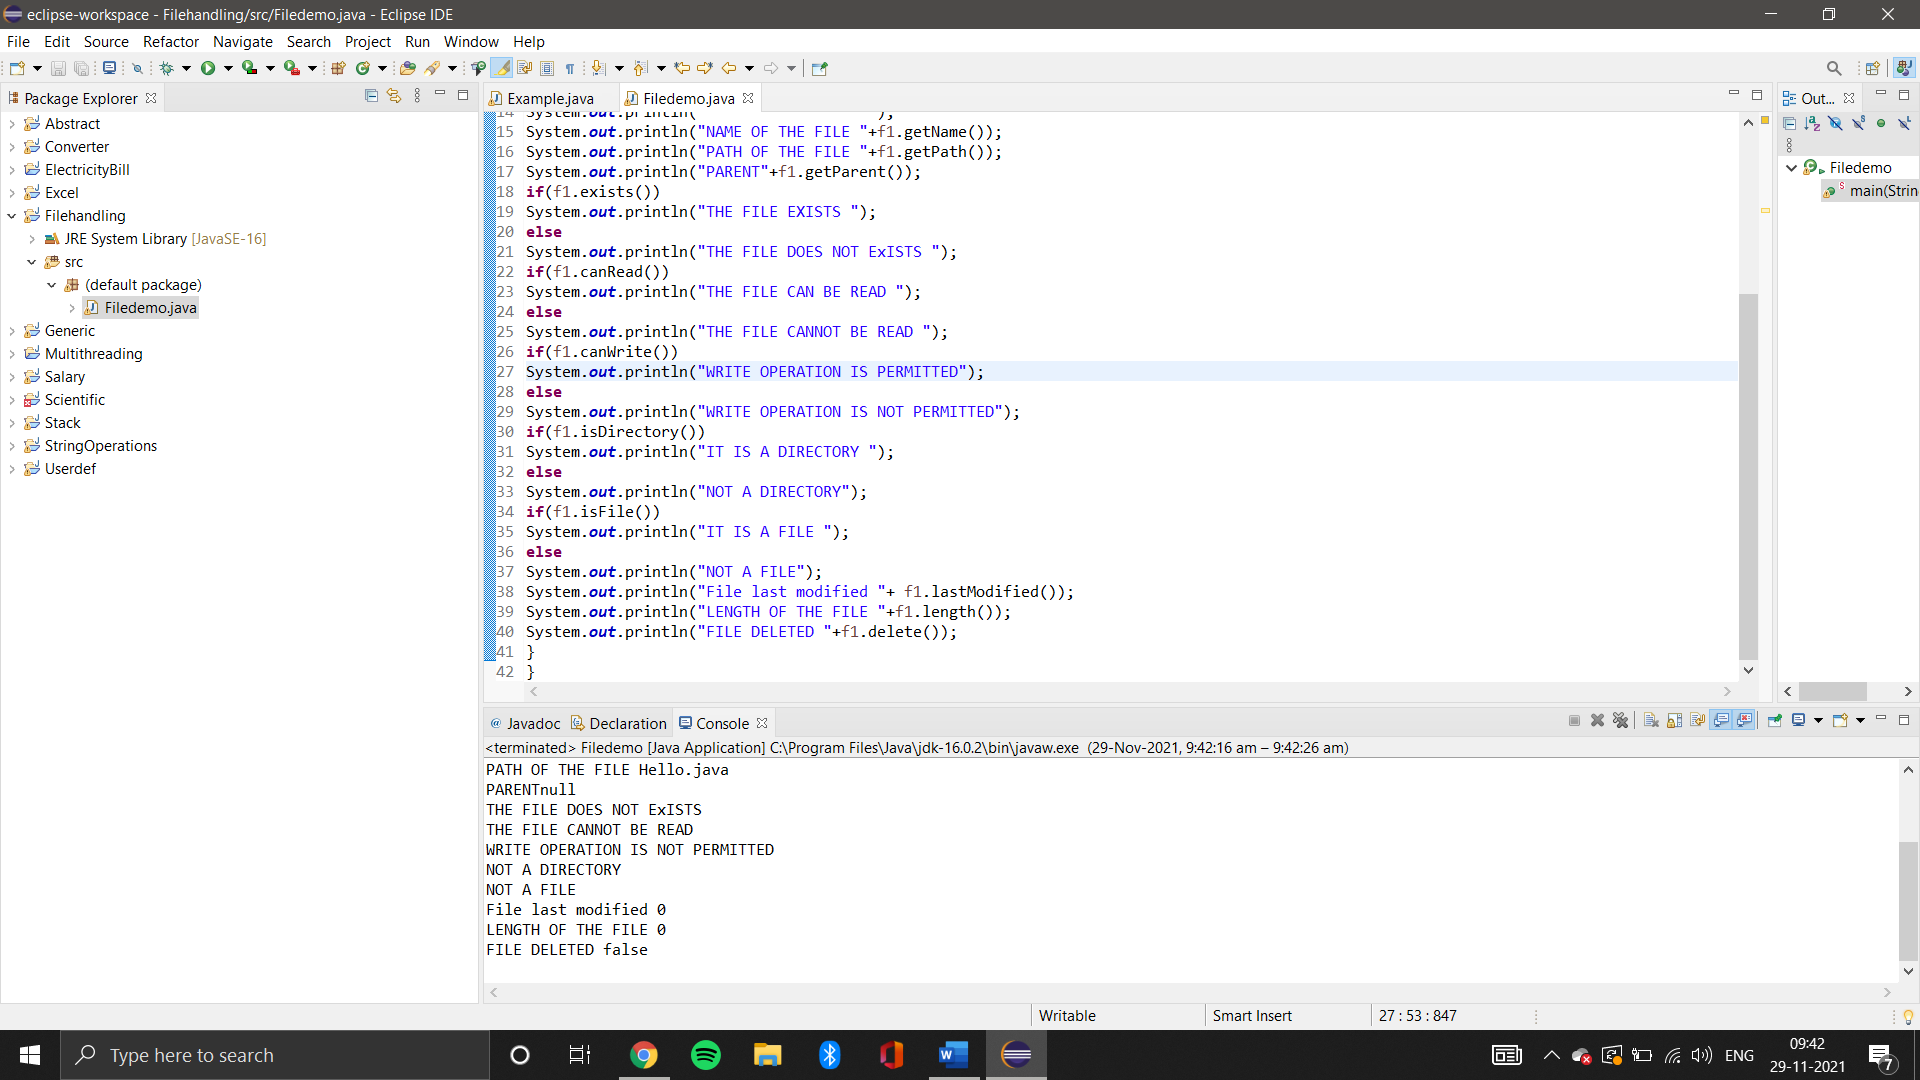 eclipse-workspace - Filehandling/src/Filedemo.java - Eclipse IDE
File Edit Source Refactor Navigate Search Project Run Window Help
Package Explorer
Abstract
Converter
ElectricityBill
Excel
Filehandling
JRE System Library [JavaSE-16]
src
(default package)
Filedemo.java
Generic
Multithreading
Salary
Scientific
Stack
StringOperations
Userdef
Example.java Filedemo.java
15 System.out.println("NAME OF THE FILE "+f1.getName());
16 System.out.println("PATH OF THE FILE "+f1.getPath());
17 System.out.println("PARENT"+f1.getParent());
18 if(f1.exists())
19 System.out.println("THE FILE EXISTS ");
20 else
21 System.out.println("THE FILE DOES NOT ExISTS ");
22 if(f1.canRead())
23 System.out.println("THE FILE CAN BE READ ");
24 else
25 System.out.println("THE FILE CANNOT BE READ ");
26 if(f1.canWrite())
27 System.out.println("WRITE OPERATION IS PERMITTED");
28 else
29 System.out.println("WRITE OPERATION IS NOT PERMITTED");
30 if(f1.isDirectory())
31 System.out.println("IT IS A DIRECTORY ");
32 else
33 System.out.println("NOT A DIRECTORY");
34 if(f1.isFile())
35 System.out.println("IT IS A FILE ");
36 else
37 System.out.println("NOT A FILE");
38 System.out.println("File last modified "+ f1.lastModified());
39 System.out.println("LENGTH OF THE FILE "+f1.length());
40 System.out.println("FILE DELETED "+f1.delete());
41 }
42 }
Out...
Filedemo
main(Strin
Javadoc Declaration Console
<terminated> Filedemo [Java Application] C:\Program Files\Java\jdk-16.0.2\bin\javaw.exe (29-Nov-2021, 9:42:16 am – 9:42:26 am)
PATH OF THE FILE Hello.java
PARENTnull
THE FILE DOES NOT ExISTS
THE FILE CANNOT BE READ
WRITE OPERATION IS NOT PERMITTED
NOT A DIRECTORY
NOT A FILE
File last modified 0
LENGTH OF THE FILE 0
FILE DELETED false
Writable Smart Insert 27 : 53 : 847
Type here to search
ENG
09:42
29-11-2021
7